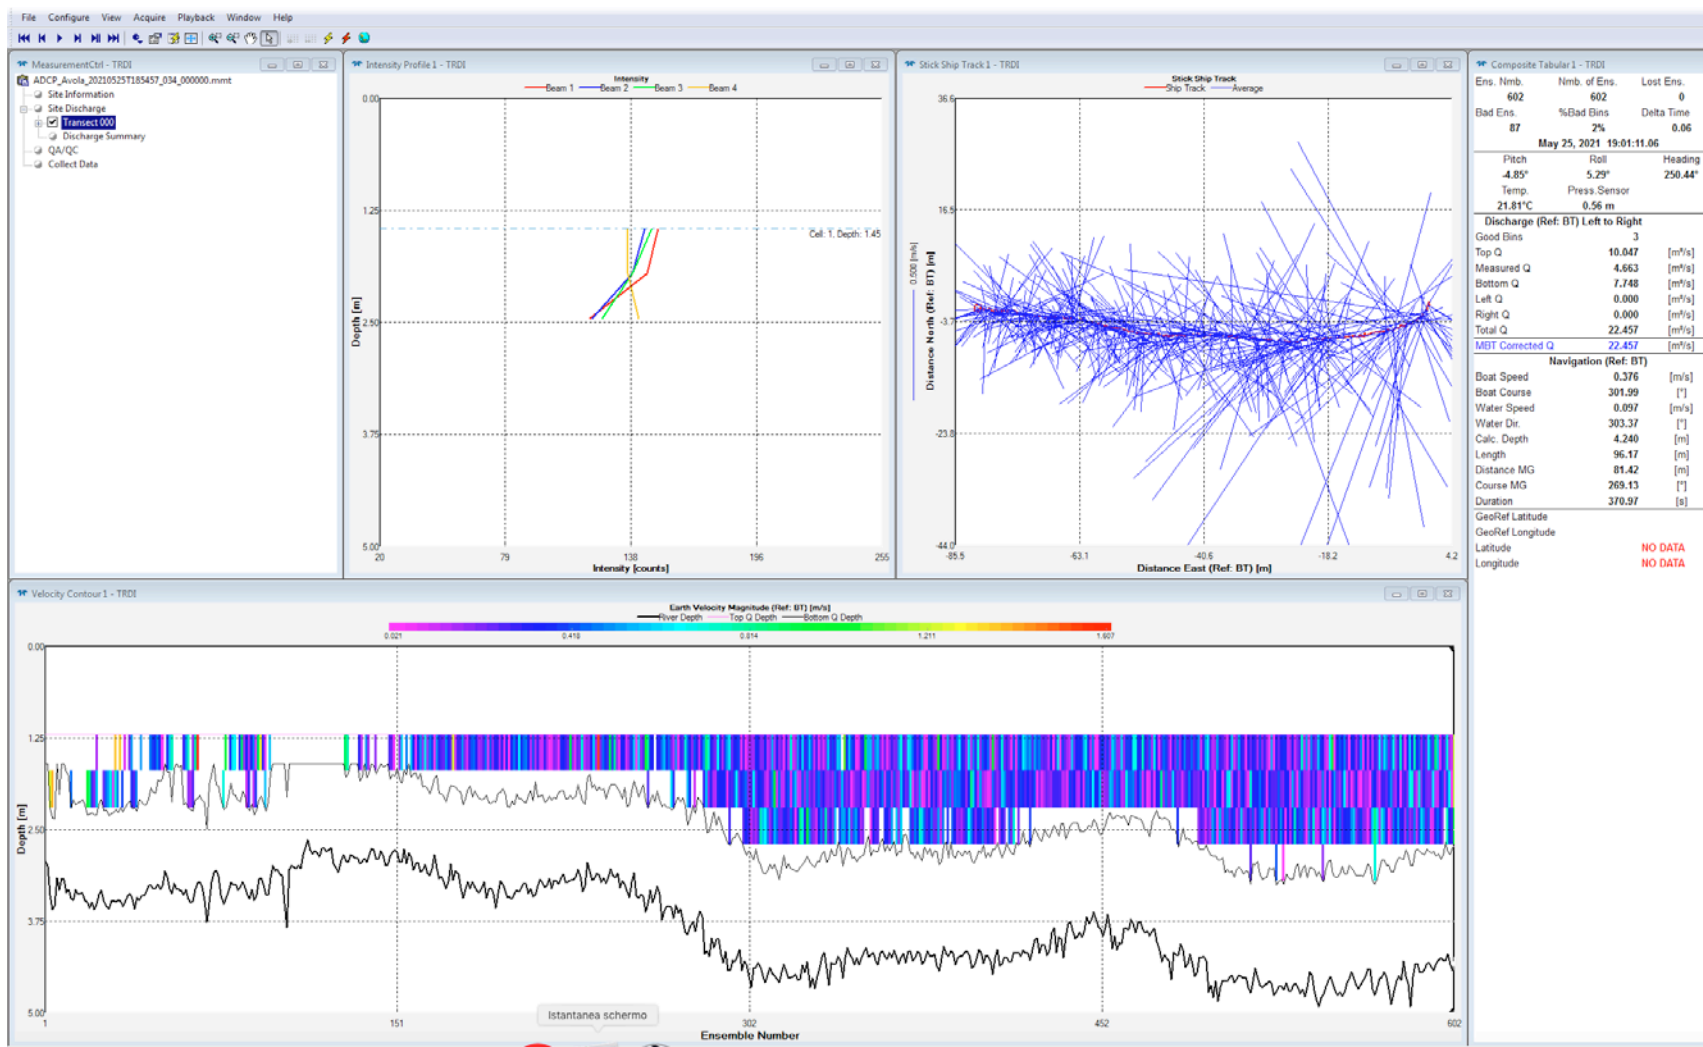 File Configure View Acquire Playback Window Help
MeasurementCtrl - TRDI
ADCP_Avola_20210525T185457_034_000000.mmt
Site Information
Site Discharge
Transect 000
Discharge Summary
QA/QC
Collect Data
Intensity Profile 1 - TRDI
Intensity
Beam 1 Beam 2 Beam 3 Beam 4
0.00
1.25
Cell: 1, Depth: 1.45
2.50
3.75
5.00
Depth [m]
20 79 138 196 255
Intensity [counts]
Stick Ship Track 1 - TRDI
Stick Ship Track
Ship Track Average
36.6
16.5
-3.7
-23.8
-44.0
0.500 [m/s]
Distance North (Ref: BT) [m]
-85.5 -63.1 -40.6 -18.2 4.2
Distance East (Ref: BT) [m]
Composite Tabular 1 - TRDI
Ens. Nmb. Nmb. of Ens. Lost Ens.
602 602 0
Bad Ens. %Bad Bins Delta Time
87 2% 0.06
May 25, 2021 19:01:11.06
Pitch Roll Heading
-4.85° 5.29° 250.44°
Temp. Press.Sensor
21.81°C 0.56 m
Discharge (Ref: BT) Left to Right
Good Bins 3
Top Q 10.047 [m³/s]
Measured Q 4.663 [m³/s]
Bottom Q 7.748 [m³/s]
Left Q 0.000 [m³/s]
Right Q 0.000 [m³/s]
Total Q 22.457 [m³/s]
MBT Corrected Q 22.457 [m³/s]
Navigation (Ref: BT)
Boat Speed 0.376 [m/s]
Boat Course 301.99 [°]
Water Speed 0.097 [m/s]
Water Dir. 303.37 [°]
Calc. Depth 4.240 [m]
Length 96.17 [m]
Distance MG 81.42 [m]
Course MG 269.13 [°]
Duration 370.97 [s]
GeoRef Latitude
GeoRef Longitude
Latitude NO DATA
Longitude NO DATA
Velocity Contour 1 - TRDI
Earth Velocity Magnitude (Ref: BT) [m/s]
River Depth Top Q Depth Bottom Q Depth
0.021 0.418 0.814 1.211 1.607
0.00
1.25
2.50
3.75
5.00
Depth [m]
1 151 302 452 602
Ensemble Number
Istantanea schermo